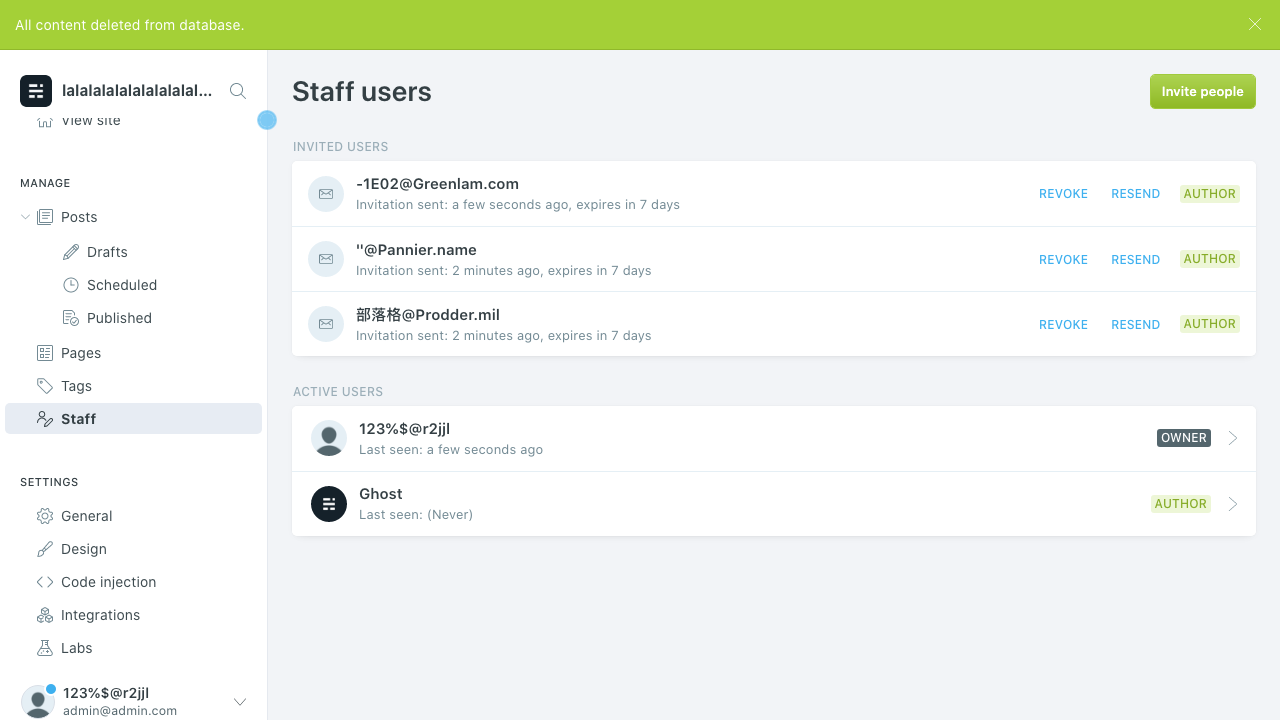 All content deleted from database.
lalalalalalalalalal...
View site
MANAGE
Posts
Drafts
Scheduled
Published
Pages
Tags
Staff
SETTINGS
General
Design
Code injection
Integrations
Labs
123%$@r2jjl
admin@admin.com
Staff users
Invite people
INVITED USERS
-1E02@Greenlam.com
Invitation sent: a few seconds ago, expires in 7 days
REVOKE RESEND AUTHOR
''@Pannier.name
Invitation sent: 2 minutes ago, expires in 7 days
REVOKE RESEND AUTHOR
部落格@Prodder.mil
Invitation sent: 2 minutes ago, expires in 7 days
REVOKE RESEND AUTHOR
ACTIVE USERS
123%$@r2jjl
Last seen: a few seconds ago
OWNER
Ghost
Last seen: (Never)
AUTHOR